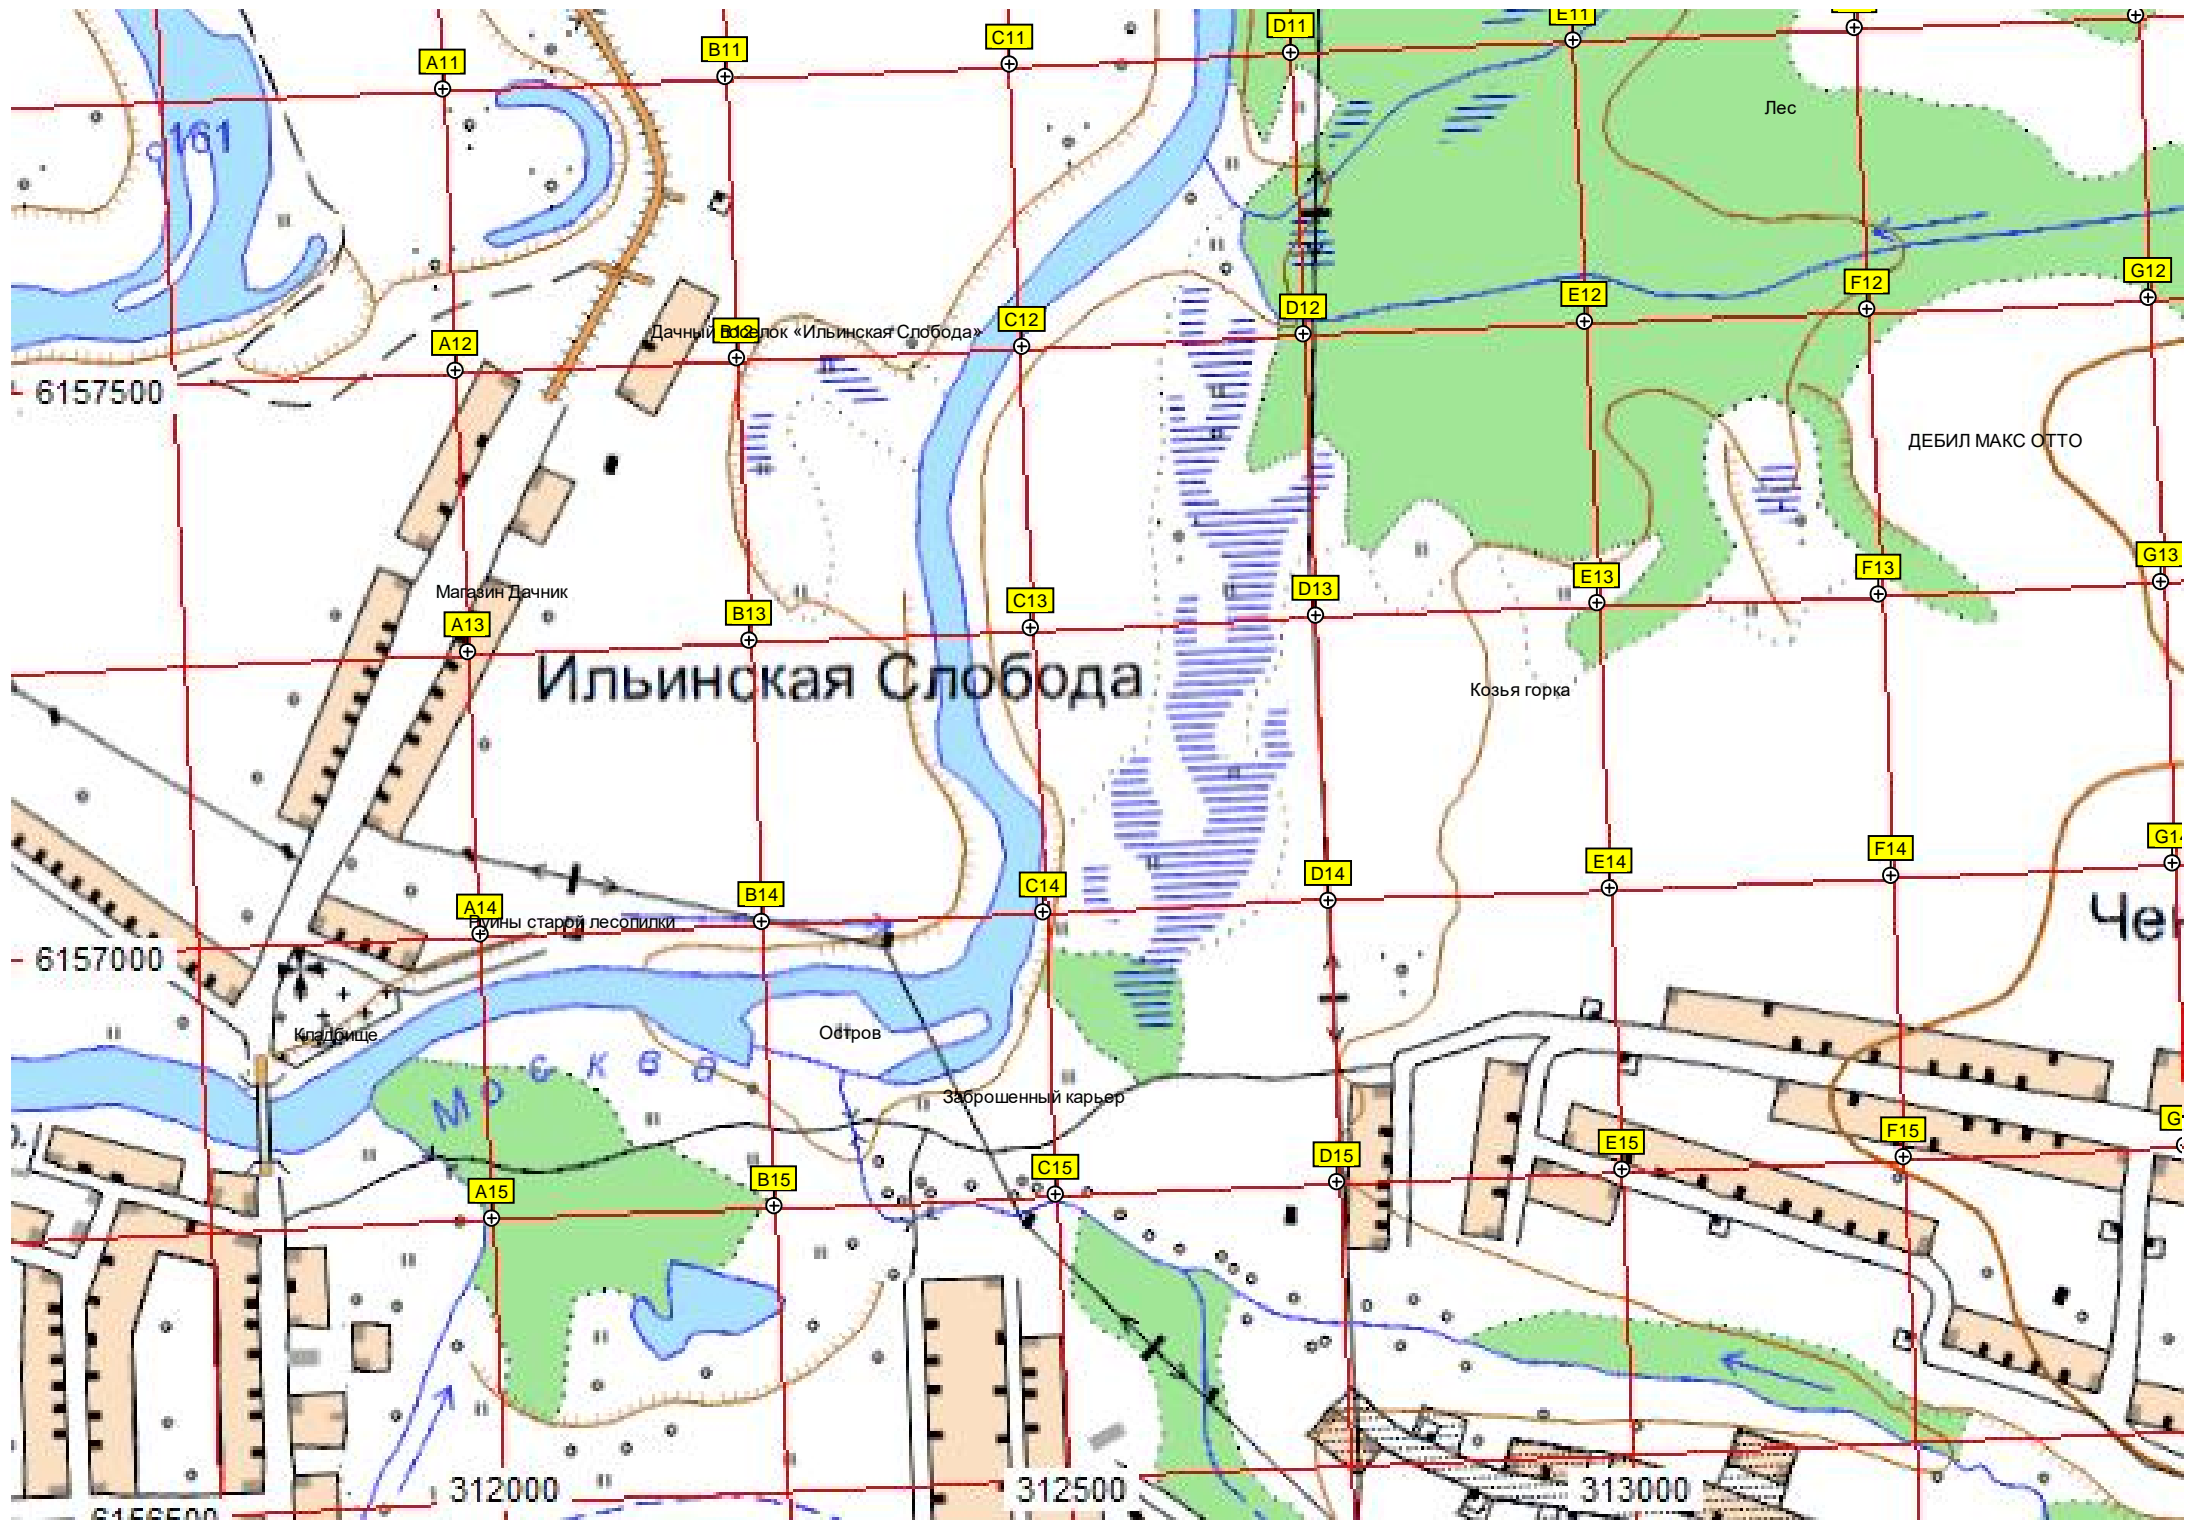 D11
E11
C11
B11
A11
Лес
161
G12
F12
E12
D12
C12
Дачный поселок «Ильинская Слобода»
B12
A12
6157500
ДЕБИЛ МАКС ОТТО
G13
F13
E13
D13
Магазин Дачник
C13
B13
A13
Ильинская Слобода
Козья горка
G14
F14
E14
D14
C14
B14
A14
Руины старой лесопилки
Чен
6157000
Кладбище
Остров
Москва
Заброшенный карьер
G
F15
E15
D15
C15
B15
A15
312000
312500
313000
6156500